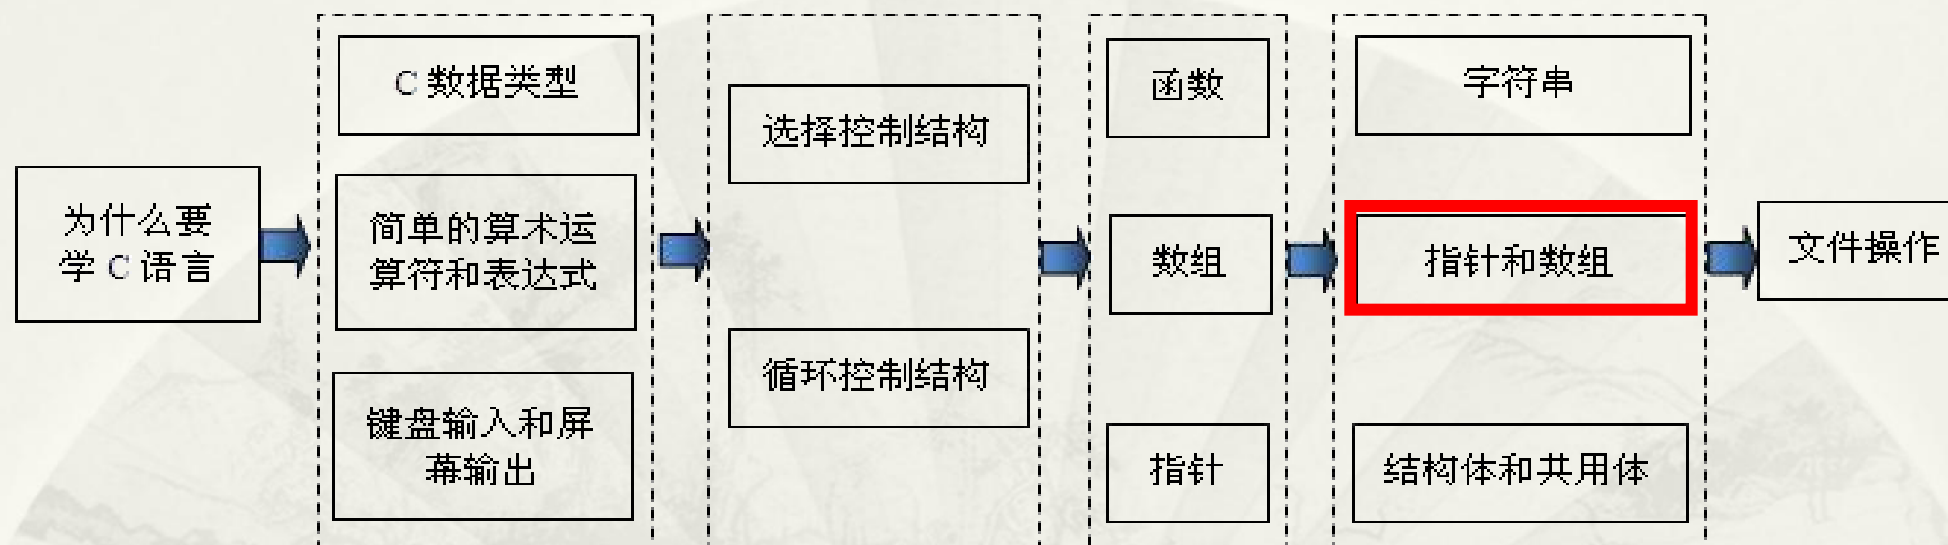 为什么要
学 C 语言
C 数据类型
简单的算术运
算符和表达式
键盘输入和屏
幕输出
选择控制结构
循环控制结构
函数
数组
指针
字符串
指针和数组
结构体和共用体
文件操作